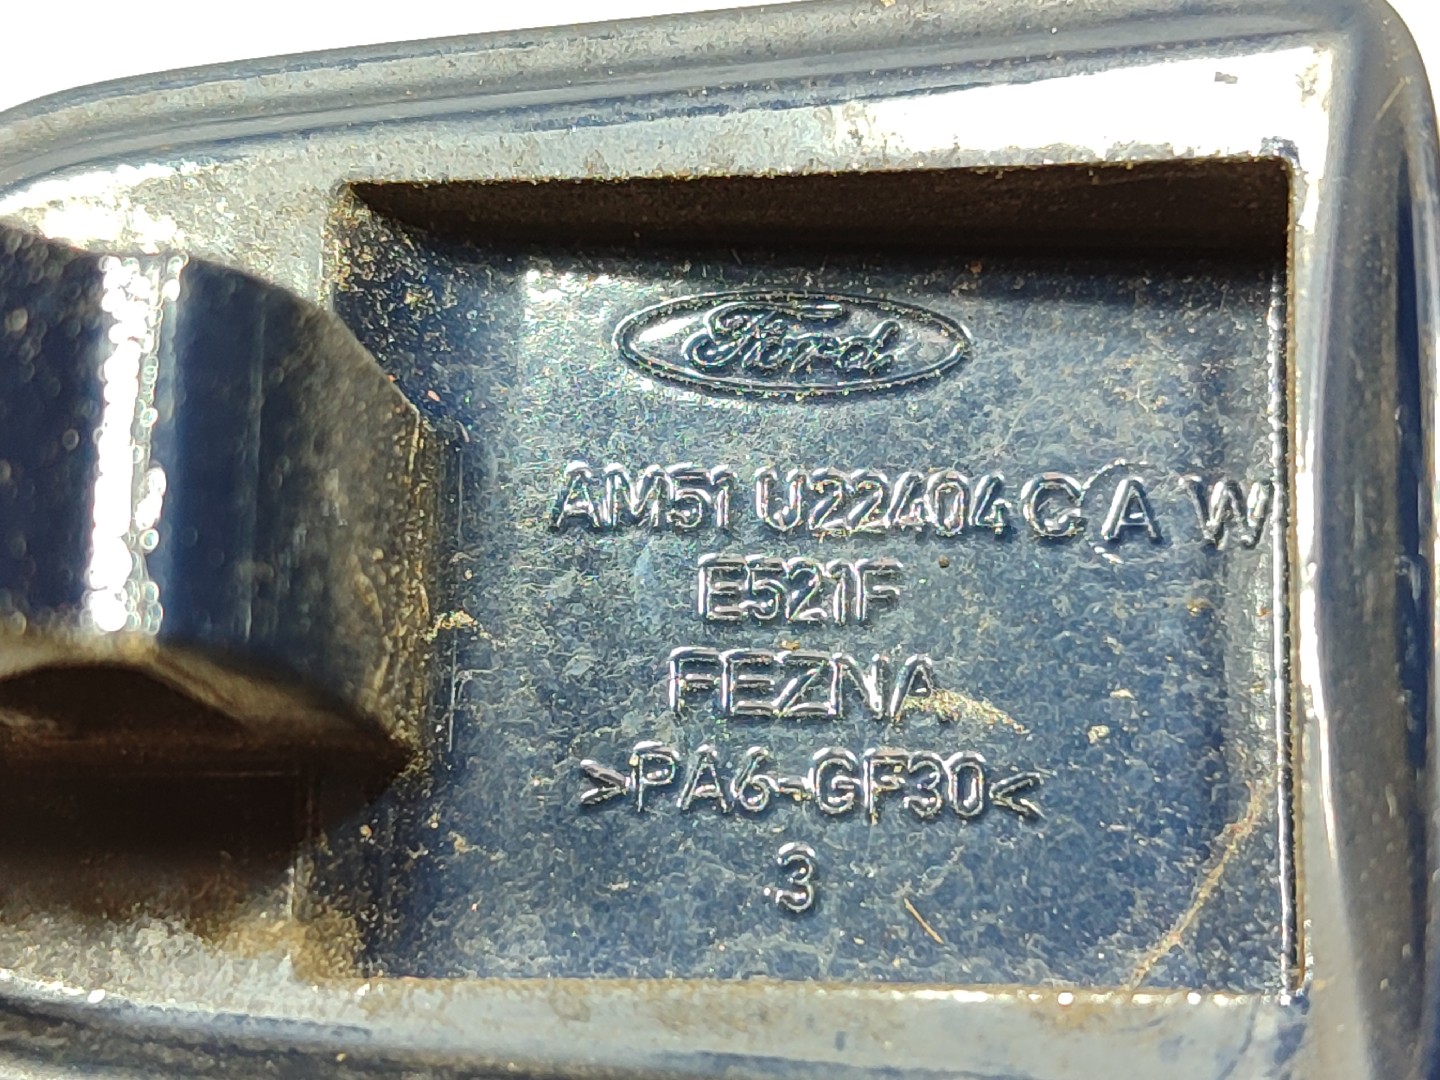 Ford
AM51 U22404 C A W
E521F
FEZNA
>PA6-GF30<
3